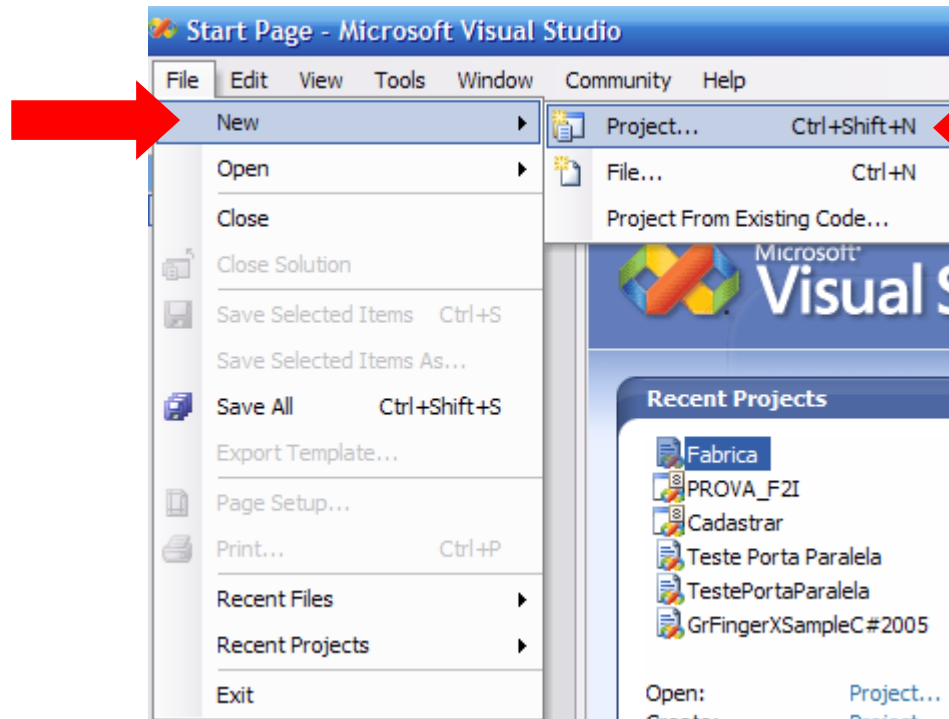 Start Page - Microsoft Visual Studio
File Edit View Tools Window Community Help
New
Project... Ctrl+Shift+N
Open
File... Ctrl+N
Close
Project From Existing Code...
Close Solution
Microsoft
Visual S
Save Selected Items Ctrl+S
Save Selected Items As...
Recent Projects
Save All Ctrl+Shift+S
Fabrica
Export Template...
PROVA_F2I
Page Setup...
Cadastrar
Print... Ctrl+P
Teste Porta Paralela
TestePortaParalela
Recent Files
GrFingerXSampleC#2005
Recent Projects
Exit
Open: Project...